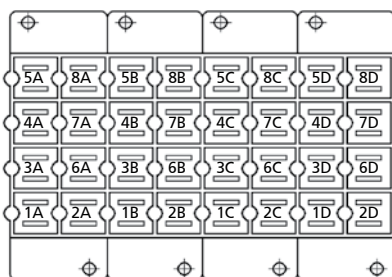 5A 8A 5B 8B 5C 8C 5D 8D
4A 7A 4B 7B 4C 7C 4D 7D
3A 6A 3B 6B 3C 6C 3D 6D
1A 2A 1B 2B 1C 2C 1D 2D